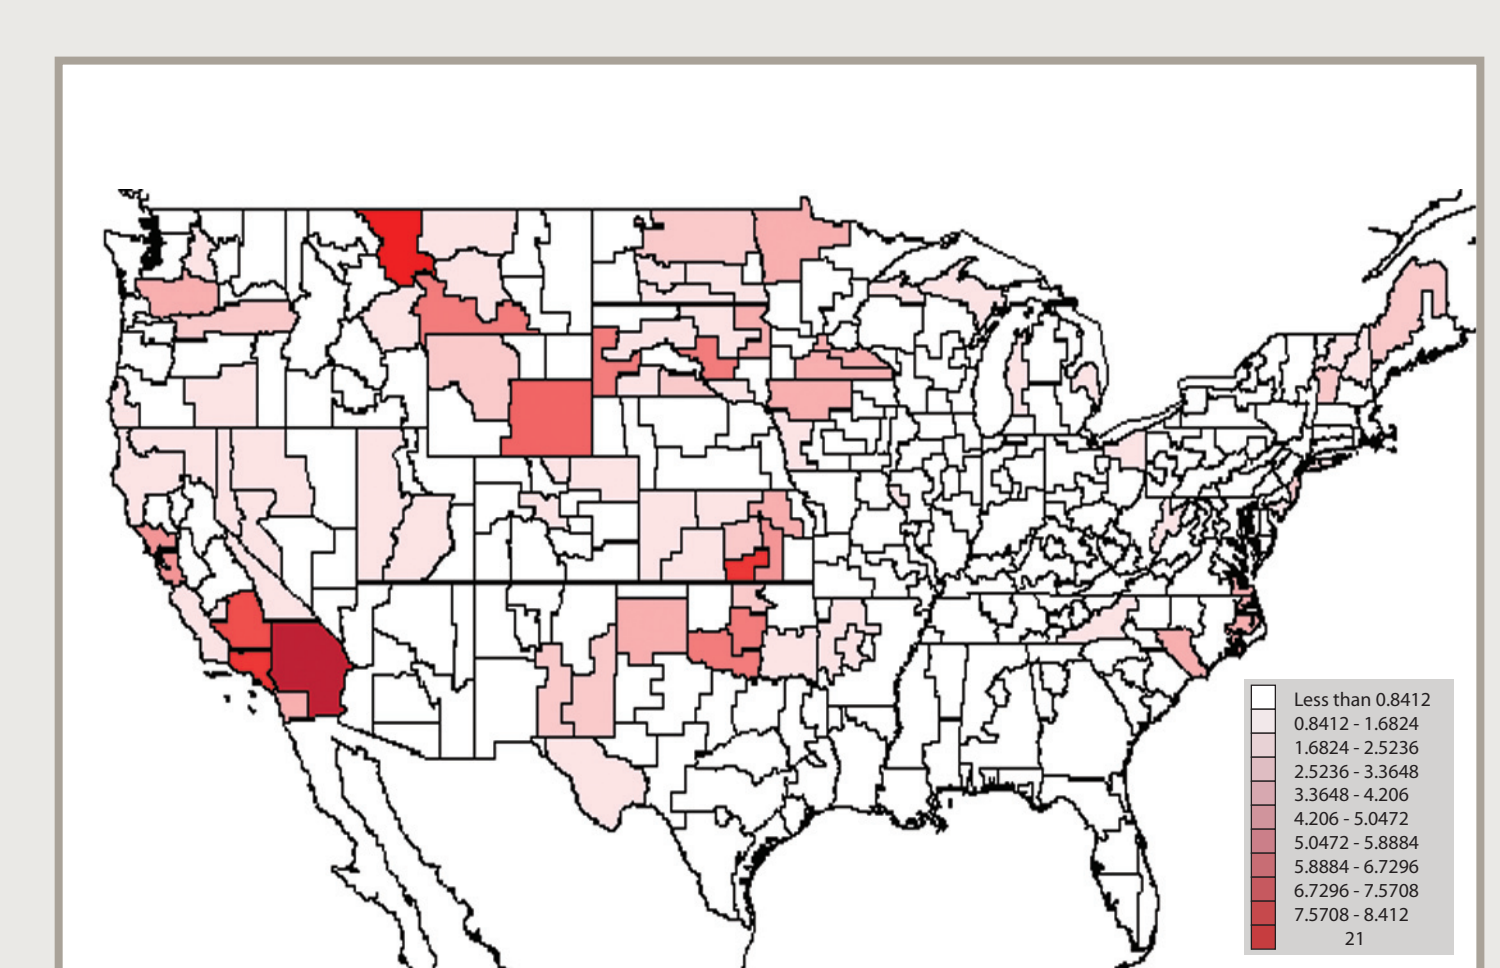 Less than 0.8412
0.8412 - 1.6824
1.6824 - 2.5236
2.5236 - 3.3648
3.3648 - 4.206
4.206 - 5.0472
5.0472 - 5.8884
5.8884 - 6.7296
6.7296 - 7.5708
7.5708 - 8.412
21